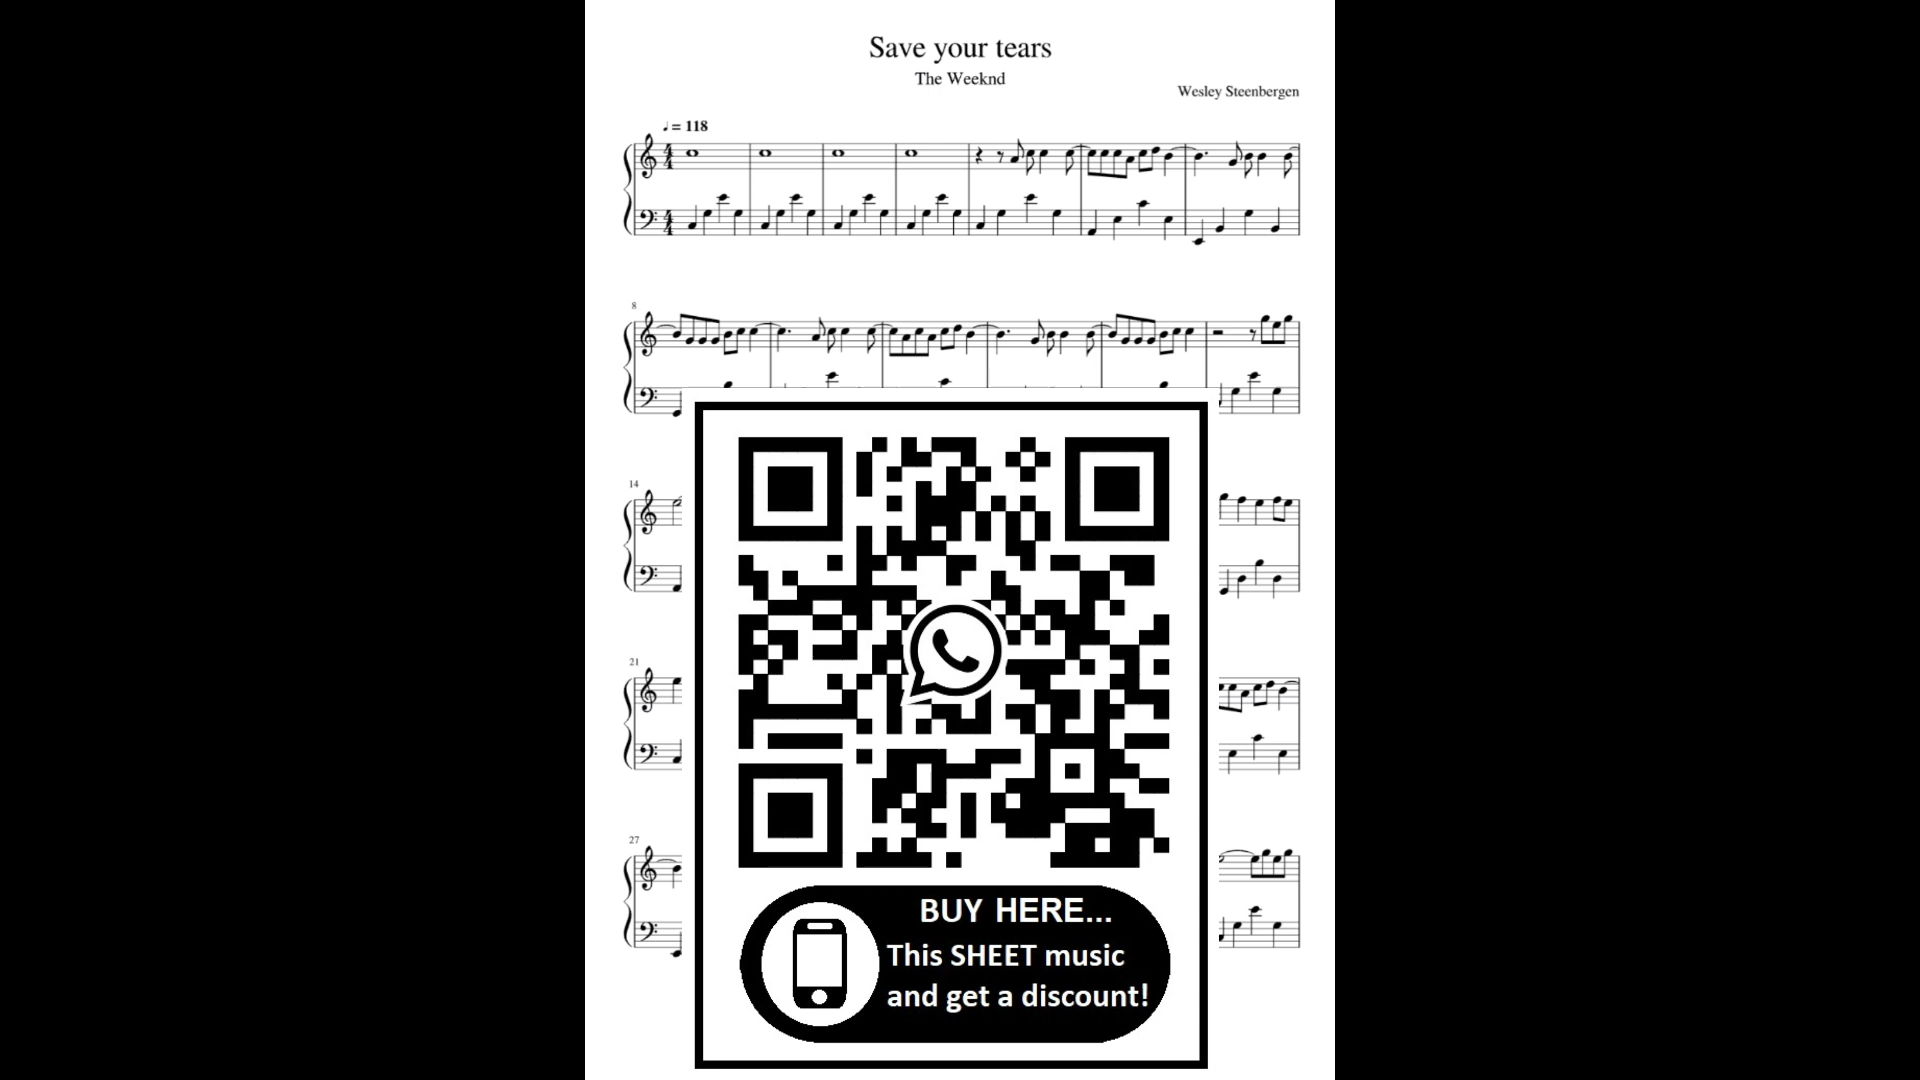 Save your tears
The Weeknd
Wesley Steenbergen
♩ = 118
8
14
21
27
BUY HERE...
This SHEET music
and get a discount!